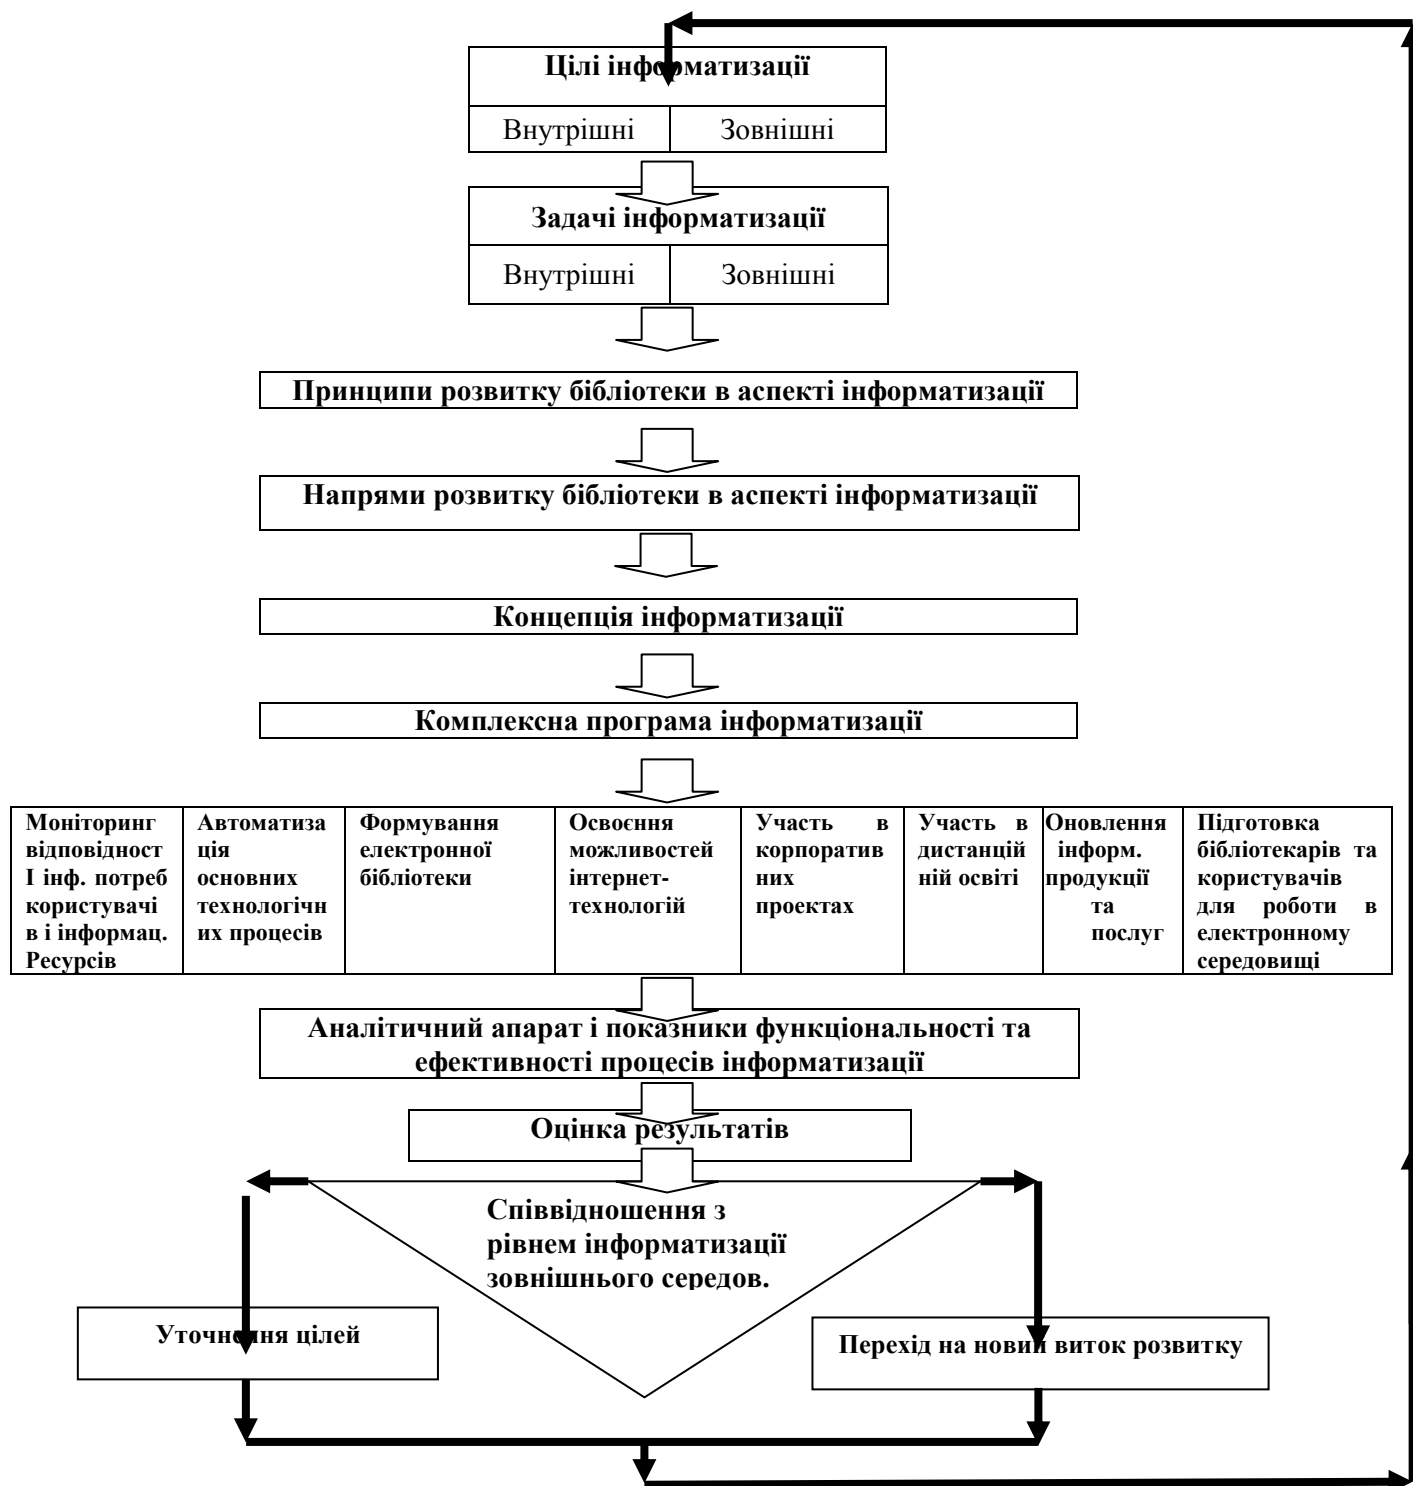 Цілі інформатизації
Внутрішні
Зовнішні
Задачі інформатизації
Внутрішні
Зовнішні
Принципи розвитку бібліотеки в аспекті інформатизації
Напрями розвитку бібліотеки в аспекті інформатизації
Концепція інформатизації
Комплексна програма інформатизації
Моніторинг
відповідност
І інф. потреб
користувачі
в і інформац.
Ресурсів
Автоматиза
ція
основних
технологічн
их процесів
Формування
електронної
бібліотеки
Освоєння
можливостей
інтернет-
технологій
Участь в
корпоратив
них
проектах
Участь в
дистанцій
ній освіті
Оновлення
інформ.
продукції
та
послуг
Підготовка
бібліотекарів та
користувачів
для роботи в
електронному
середовищі
Аналітичний апарат і показники функціональності та
ефективності процесів інформатизації
Оцінка результатів
Співвідношення з
рівнем інформатизації
зовнішнього середов.
Уточнення цілей
Перехід на новий виток розвитку